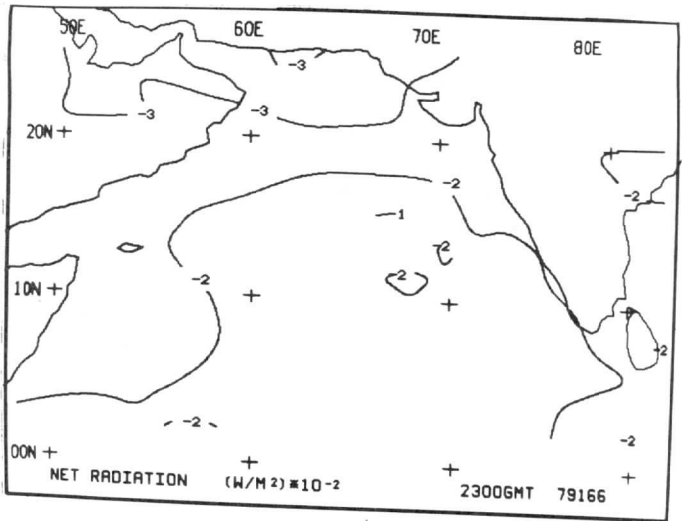 50E 60E 70E 80E
-3
-3 -3
20N
-2
-2
-1
-2
10N -2 -2
-2
-2 -2
00N
NET RADIATION (W/M²)*10⁻²
2300GMT 79166